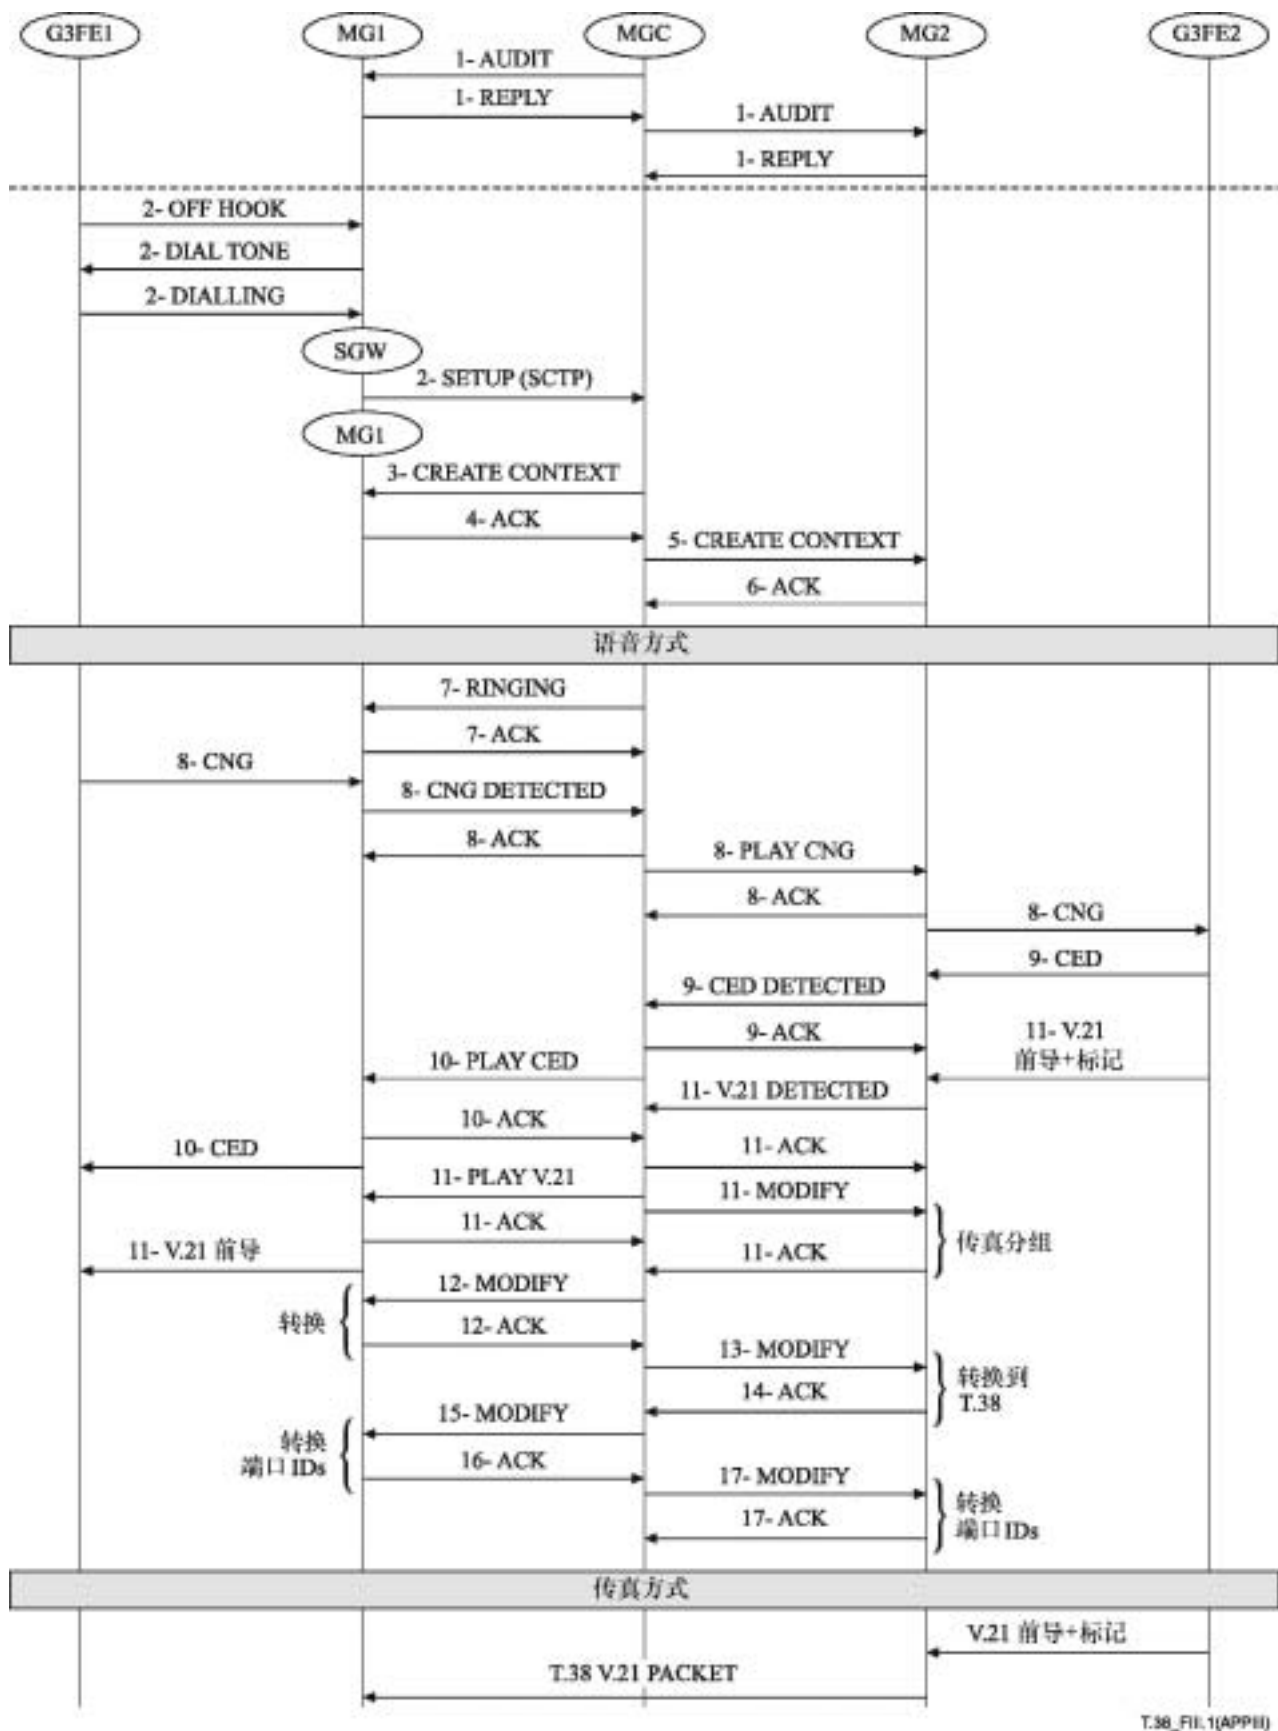 G3FE1 MG1 MGC MG2 G3FE2
1- AUDIT
1- REPLY
1- AUDIT
1- REPLY
2- OFF HOOK
2- DIAL TONE
2- DIALLING
SGW
2- SETUP (SCTP)
MG1
3- CREATE CONTEXT
4- ACK
5- CREATE CONTEXT
6- ACK
语音方式
7- RINGING
7- ACK
8- CNG
8- CNG DETECTED
8- ACK
8- PLAY CNG
8- ACK
8- CNG
9- CED
9- CED DETECTED
9- ACK
11- V.21
前导+标记
10- PLAY CED
11- V.21 DETECTED
10- ACK
10- CED
11- ACK
11- PLAY V.21
11- MODIFY
11- ACK
传真分组
11- V.21 前导
11- ACK
12- MODIFY
转换
12- ACK
13- MODIFY
14- ACK
转换到
T.38
15- MODIFY
转换
端口 IDs
16- ACK
17- MODIFY
17- ACK
转换
端口 IDs
传真方式
V.21 前导+标记
T.38 V.21 PACKET
T.38_FIII.1(APPIII)